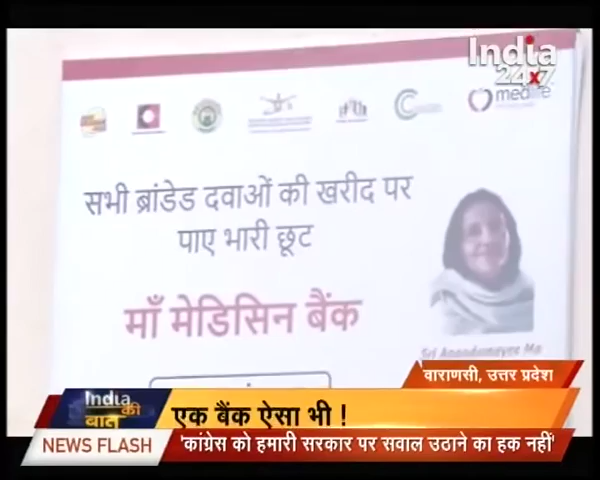 India
24x7
medlife
सभी ब्रांडेड दवाओं की खरीद पर
पाए भारी छूट
माँ मेडिसिन बैंक
Sri Anandamayee Ma
वाराणसी, उत्तर प्रदेश
India
की
बात
एक बैंक ऐसा भी !
NEWS FLASH
'कांग्रेस को हमारी सरकार पर सवाल उठाने का हक नहीं'